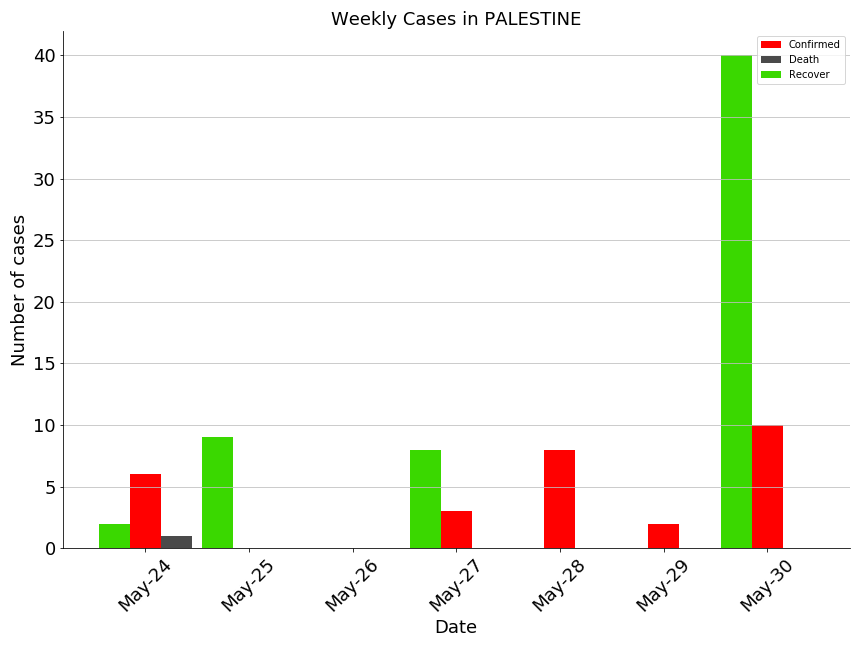 Weekly Cases in PALESTINE
Confirmed
Death
Recover
Number of cases
40
35
30
25
20
15
10
5
0
May-24
May-25
May-26
May-27
May-28
May-29
May-30
Date